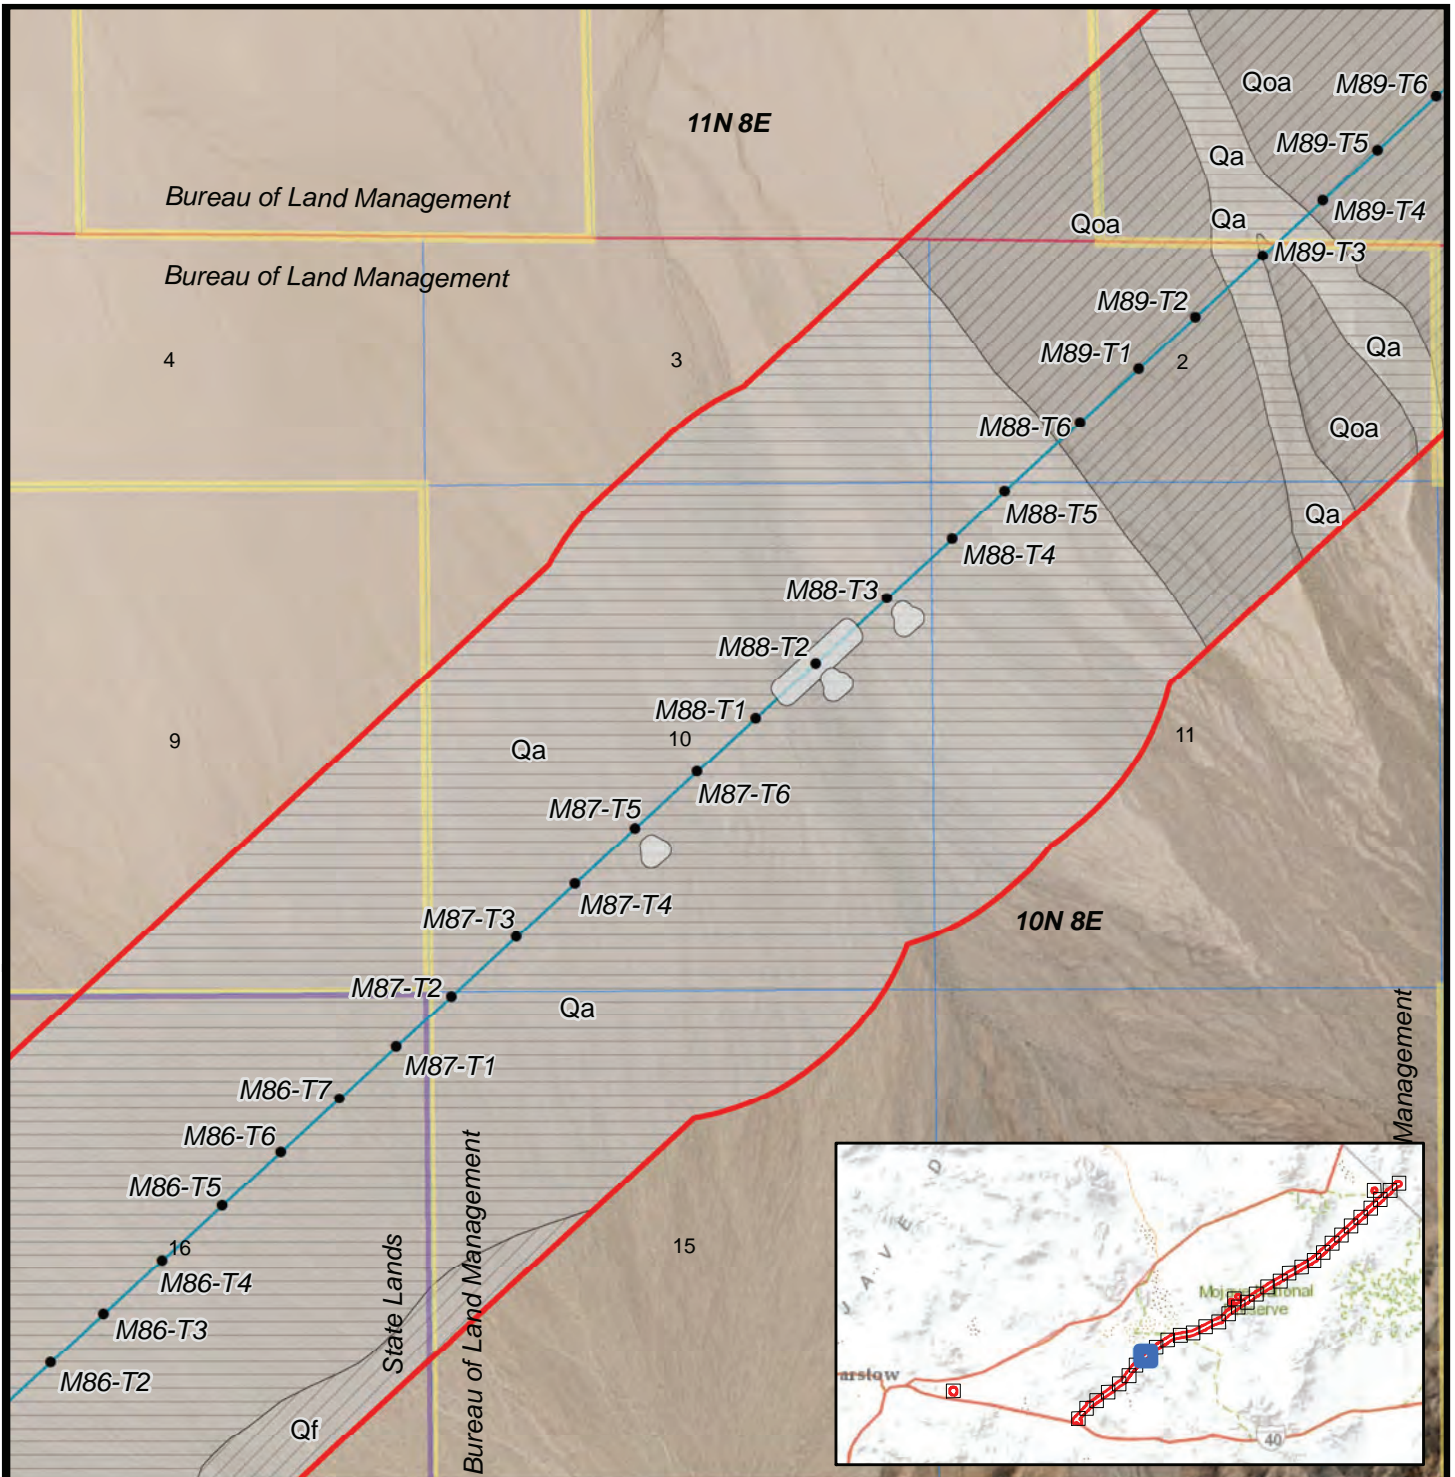 Qoa
M89-T6
11N 8E
M89-T5
Qa
Bureau of Land Management
M89-T4
Qa
Qoa
M89-T3
Bureau of Land Management
M89-T2
M89-T1
4
3
2
Qa
M88-T6
Qoa
M88-T5
Qa
M88-T4
M88-T3
M88-T2
M88-T1
9
10
11
Qa
M87-T6
M87-T5
M87-T4
M87-T3
10N 8E
M87-T2
Qa
M87-T1
Management
M86-T7
M86-T6
M86-T5
16
15
M86-T4
State Lands
Bureau of Land Management
M86-T3
M86-T2
Qf
J A V E D
arstow
40